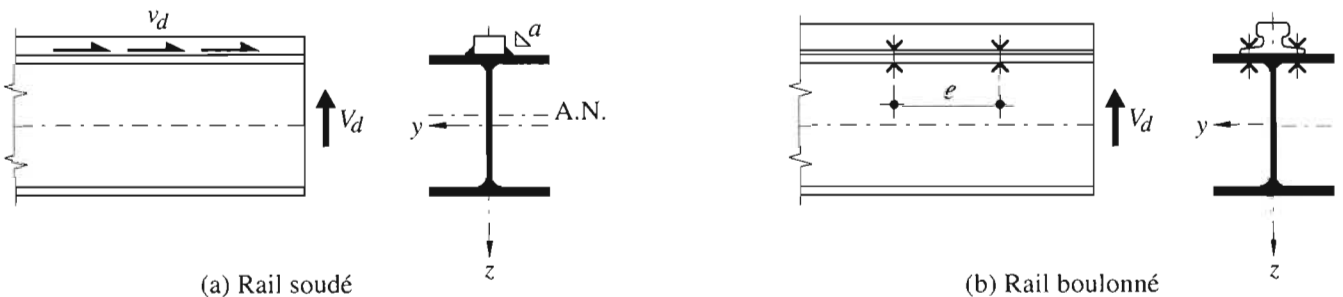 v_d
a
V_d
y
A.N.
z
(a) Rail soudé
e
V_d
y
z
(b) Rail boulonné